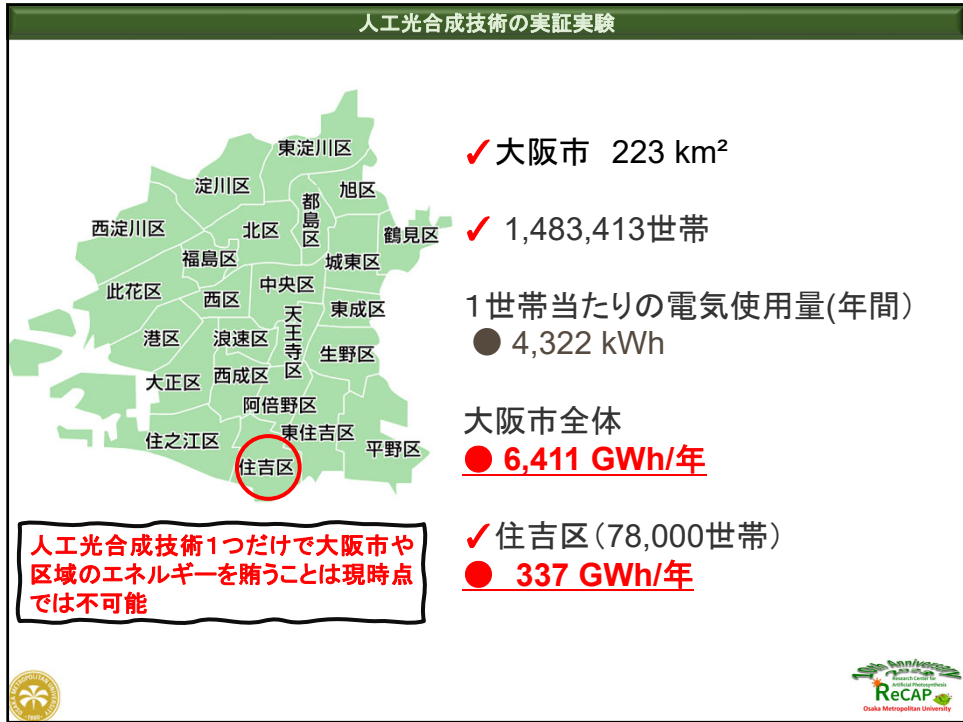 人工光合成技術の実証実験
東淀川区
淀川区
旭区
都島区
西淀川区
北区
鶴見区
福島区
城東区
此花区
西区
中央区
東成区
天王寺区
港区
浪速区
生野区
大正区
西成区
阿倍野区
住之江区
東住吉区
平野区
住吉区
✓大阪市 223 km²
✓ 1,483,413世帯
1世帯当たりの電気使用量(年間)
● 4,322 kWh
大阪市全体
● 6,411 GWh/年
✓住吉区(78,000世帯)
● 337 GWh/年
人工光合成技術1つだけで大阪市や
区域のエネルギーを賄うことは現時点
では不可能
10th Anniversary
Research Center for
Artificial Photosynthesis
ReCAP
Osaka Metropolitan University